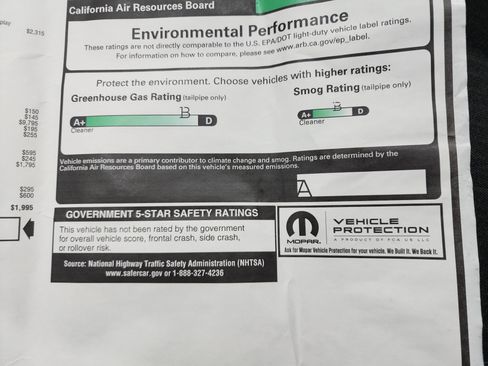 California Air Resources Board
play
$2,315
Environmental Performance
These ratings are not directly comparable to the U.S. EPA/DOT light-duty vehicle label ratings.
For information on how to compare, please see www.arb.ca.gov/ep_label.
Protect the environment. Choose vehicles with higher ratings:
Greenhouse Gas Rating (tailpipe only)
Smog Rating (tailpipe only)
B
B
A+
D
A+
D
Cleaner
Cleaner
$150
$145
$9,795
$195
$255
$595
$245
$1,795
Vehicle emissions are a primary contributor to climate change and smog. Ratings are determined by the
California Air Resources Board based on this vehicle's measured emissions.
A
$295
$600
$1,995
GOVERNMENT 5-STAR SAFETY RATINGS
This vehicle has not been rated by the government
for overall vehicle score, frontal crash, side crash,
or rollover risk.
Source: National Highway Traffic Safety Administration (NHTSA)
www.safercar.gov or 1-888-327-4236
MOPAR.
VEHICLE
PROTECTION
A PRODUCT OF FCA US LLC
Ask for Mopar Vehicle Protection for your vehicle. We Built It. We Back It.